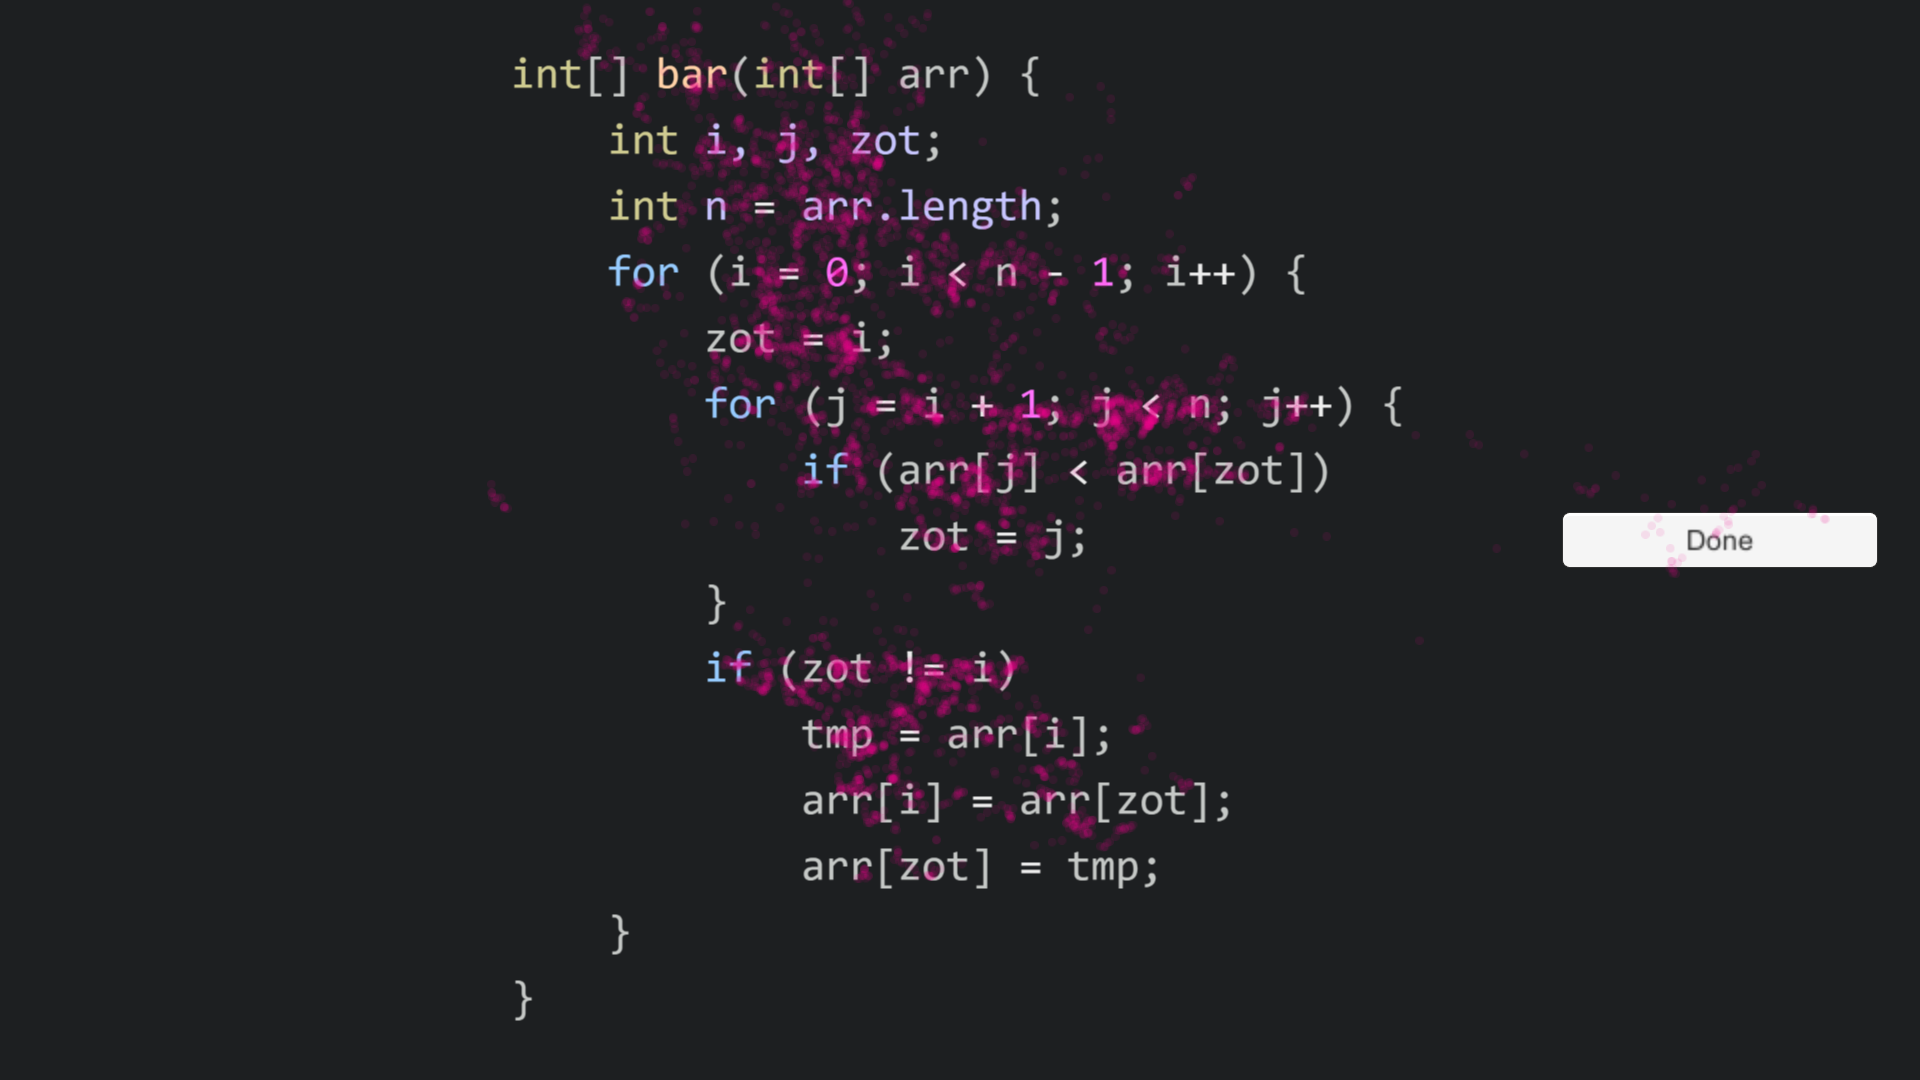 int[] bar(int[] arr) {
    int i, j, zot;
    int n = arr.length;
    for (i = 0; i < n - 1; i++) {
        zot = i;
        for (j = i + 1; j < n; j++) {
            if (arr[j] < arr[zot])
                zot = j;
        }
        if (zot != i)
            tmp = arr[i];
            arr[i] = arr[zot];
            arr[zot] = tmp;
    }
}
Done